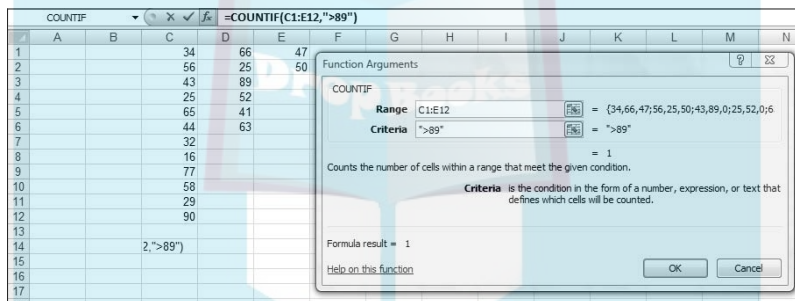 COUNTIF =COUNTIF(C1:E12,">89")
A B C D E F G H I J K L M N
1 34 66 47
2 56 25 50
3 43 89
4 25 52
5 65 41
6 44 63
7 32
8 16
9 77
10 58
11 29
12 90
13
14 2,">89")
15
16
17
Function Arguments
COUNTIF
Range C1:E12 = {34,66,47;56,25,50;43,89,0;25,52,0;6
Criteria ">89" = ">89"
= 1
Counts the number of cells within a range that meet the given condition.
Criteria is the condition in the form of a number, expression, or text that
defines which cells will be counted.
Formula result = 1
Help on this function OK Cancel
DropBooks